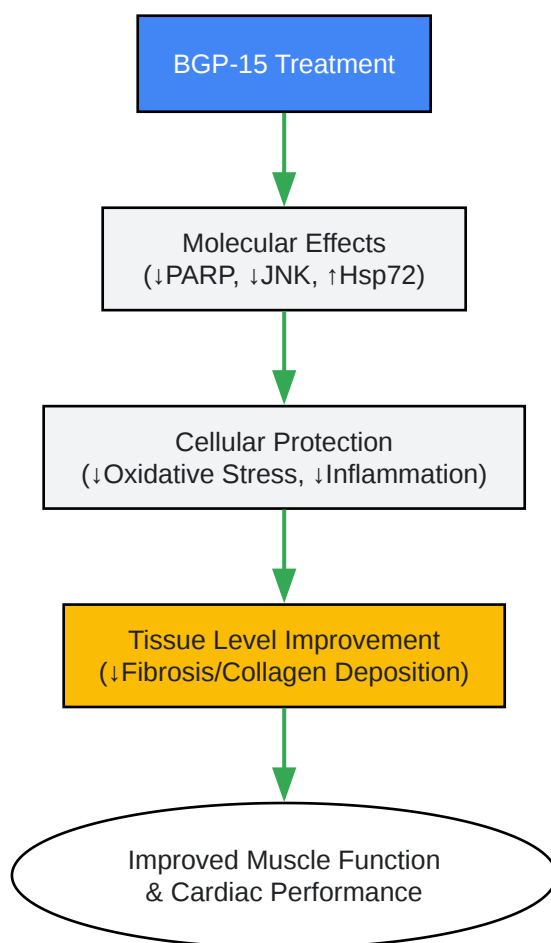 BGP-15 Treatment
Molecular Effects
(↓PARP, ↓JNK, ↑Hsp72)
Cellular Protection
(↓Oxidative Stress, ↓Inflammation)
Tissue Level Improvement
(↓Fibrosis/Collagen Deposition)
Improved Muscle Function
& Cardiac Performance